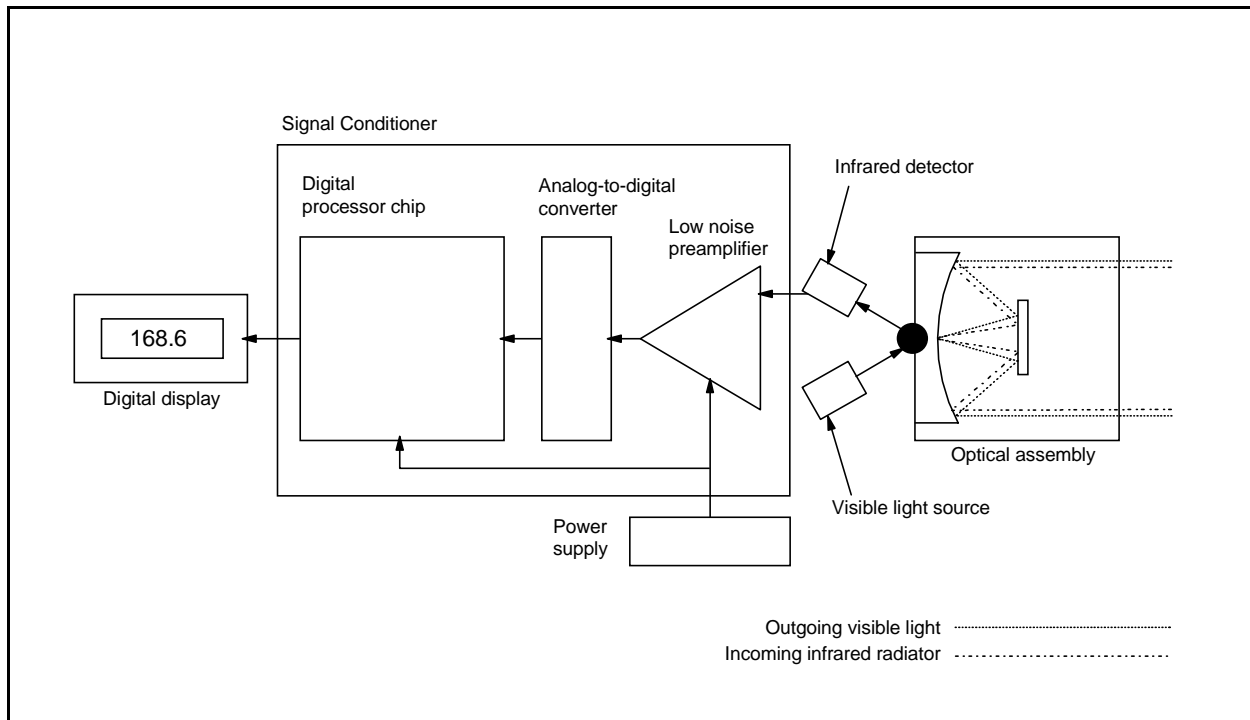 Signal Conditioner
Digital
processor chip
Analog-to-digital
converter
Low noise
preamplifier
Infrared detector
168.6
Digital display
Optical assembly
Visible light source
Power
supply
Outgoing visible light
Incoming infrared radiator